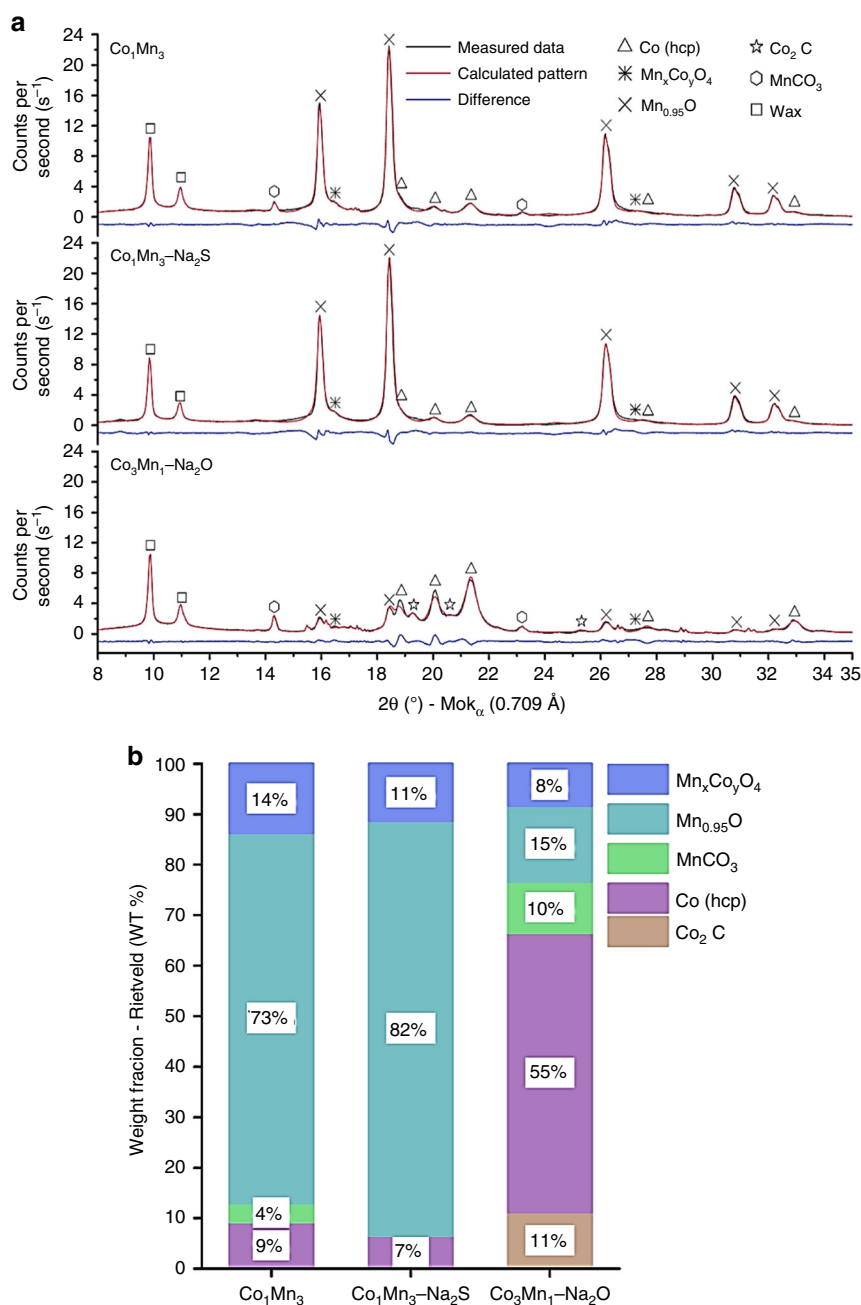 a
Co₁Mn₃
Measured data
Calculated pattern
Difference
Co (hcp)
MnₓCoᵧO₄
Mn₀.₉₅O
Co₂ C
MnCO₃
Wax
Counts per
second (s⁻¹)
24
20
16
12
8
4
0
Co₁Mn₃–Na₂S
Counts per
second (s⁻¹)
24
20
16
12
8
4
0
Co₃Mn₁–Na₂O
Counts per
second (s⁻¹)
24
20
16
12
8
4
0
8 10 12 14 16 18 20 22 24 26 28 30 32 34 35
2θ (°) - Mokα (0.709 Å)
b
Weight fracion - Rietveld (WT %)
100
90
80
70
60
50
40
30
20
10
0
14%
73%
4%
9%
11%
82%
7%
8%
15%
10%
55%
11%
MnₓCoᵧO₄
Mn₀.₉₅O
MnCO₃
Co (hcp)
Co₂ C
Co₁Mn₃ Co₁Mn₃–Na₂S Co₃Mn₁–Na₂O